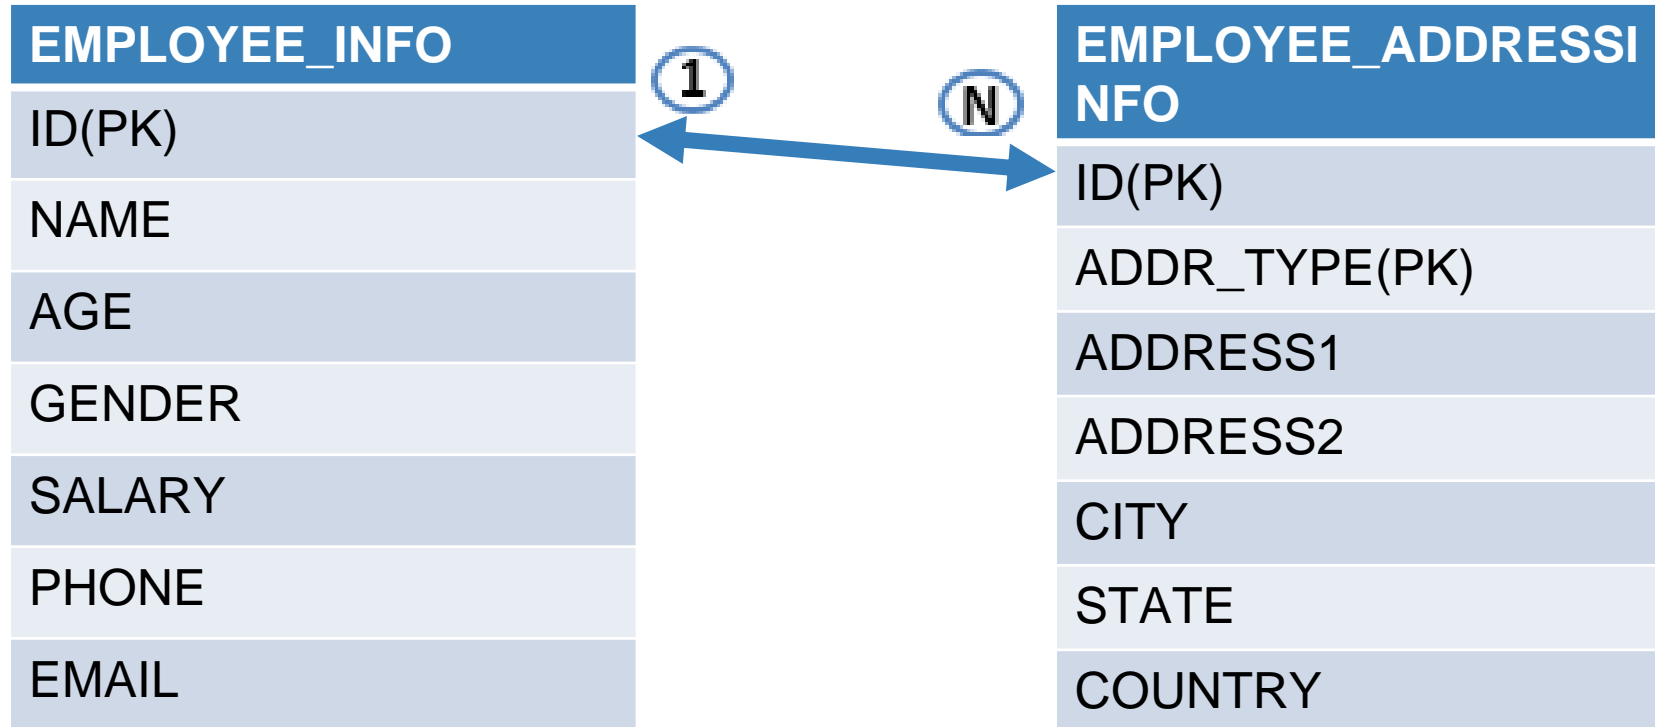 EMPLOYEE_INFO
ID(PK)
NAME
AGE
GENDER
SALARY
PHONE
EMAIL
1
N
EMPLOYEE_ADDRESSI
NFO
ID(PK)
ADDR_TYPE(PK)
ADDRESS1
ADDRESS2
CITY
STATE
COUNTRY